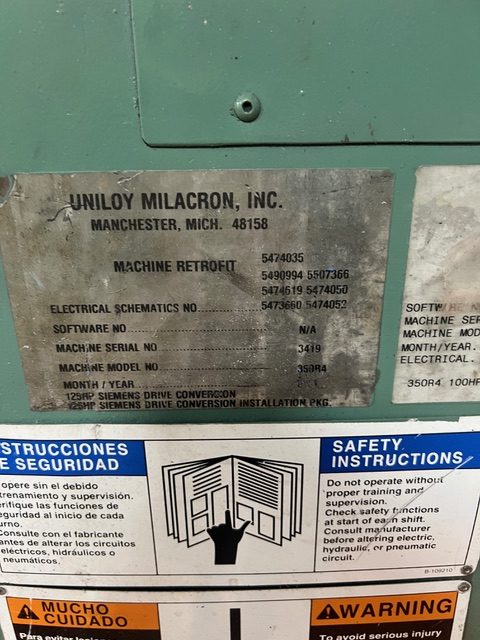 UNILOY MILACRON, INC.
MANCHESTER, MICH. 48158
MACHINE RETROFIT
5474035
5490994 5507366
5474619 5474050
ELECTRICAL SCHEMATICS NO. 5473660 5474052
SOFTWARE NO. N/A
MACHINE SERIAL NO 3419
MACHINE MODEL NO. 350R4
MONTH / YEAR
125HP SIEMENS DRIVE CONVERSION
125HP SIEMENS DRIVE CONVERSION INSTALLATION PKG.
MACHINE SER
MACHINE MOD
MONTH/YEAR.
ELECTRICAL.
350R4 100HP
STRUCCIONES
E SEGURIDAD
opere sin el debido
trenamiento y supervisión.
erifique las funciones de
eguridad al inicio de cada
urno.
Consulte con el fabricante
antes de alterar los circuitos
eléctricos, hidráulicos o
neumáticos.
SAFETY
INSTRUCTIONS
Do not operate without
proper training and
supervision.
Check safety functions
at start of each shift.
Consult manufacturer
before altering electric,
hydraulic, or pneumatic
circuit.
B-109210
MUCHO
CUIDADO
Para evitar
WARNING
To avoid serious injury